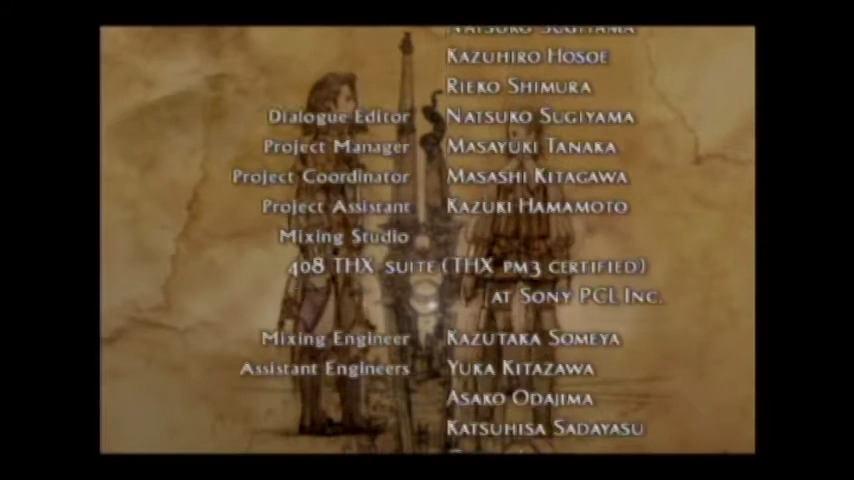 Natsuko Sugiyama
Kazuhiro Hosoe
Rieko Shimura
Dialogue Editor Natsuko Sugiyama
Project Manager Masayuki Tanaka
Project Coordinator Masashi Kitagawa
Project Assistant Kazuki Hamamoto
Mixing Studio
408 THX suite (THX pm3 certified)
at Sony PCL Inc.
Mixing Engineer Kazutaka Someya
Assistant Engineers Yuka Kitazawa
Asako Odajima
Katsuhisa Sadayasu